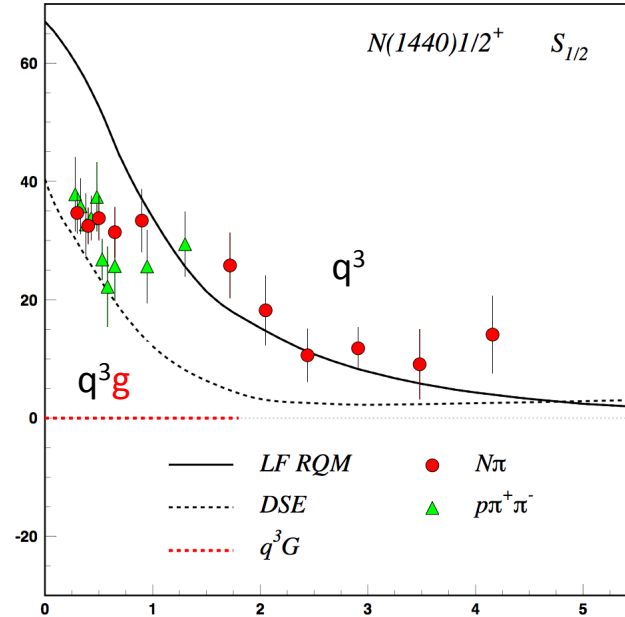 N(1440)1/2⁺ S₁/₂
60
40
20
0
-20
q³
q³g
LF RQM
Nπ
DSE
pπ⁺π⁻
q³G
0 1 2 3 4 5